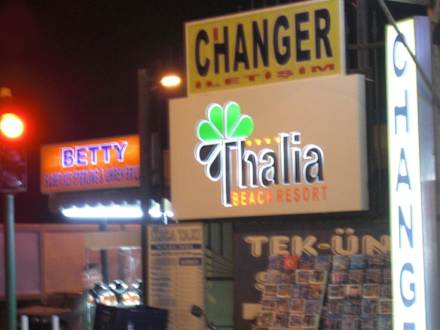 CHANGER
İLETİŞİM
Thalia
BEACH RESORT
BETTY
TEK-ÜN
CHANG